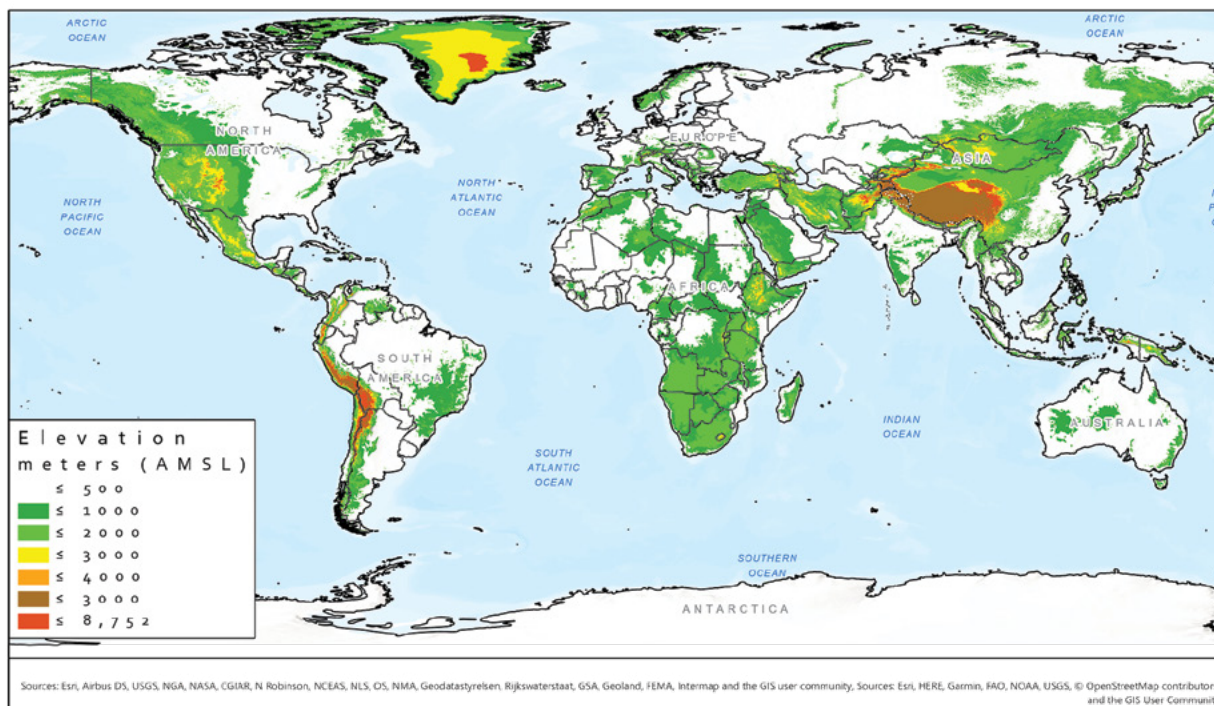 ARCTIC
OCEAN
ARCTIC
OCEAN
NORTH
AMERICA
EUROPE
ASIA
NORTH
PACIFIC
OCEAN
NORTH
ATLANTIC
OCEAN
AFRICA
SOUTH
AMERICA
INDIAN
OCEAN
AUSTRALIA
SOUTH
ATLANTIC
OCEAN
SOUTHERN
OCEAN
ANTARCTICA
Elevation
meters (AMSL)
≤ 500
≤ 1000
≤ 2000
≤ 3000
≤ 4000
≤ 3000
≤ 8,752
Sources: Esri, Airbus DS, USGS, NGA, NASA, CGIAR, N Robinson, NCEAS, NLS, OS, NMA, Geodatastyrelsen, Rijkswaterstaat, GSA, Geoland, FEMA, Intermap and the GIS user community, Sources: Esri, HERE, Garmin, FAO, NOAA, USGS, © OpenStreetMap contributor
and the GIS User Communit